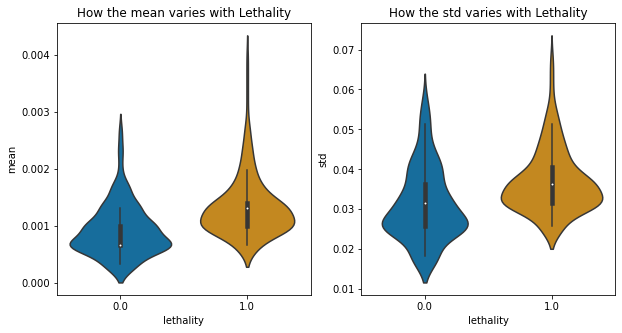 How the mean varies with Lethality
mean
0.004
0.003
0.002
0.001
0.000
0.0 1.0
lethality
How the std varies with Lethality
std
0.07
0.06
0.05
0.04
0.03
0.02
0.01
0.0 1.0
lethality